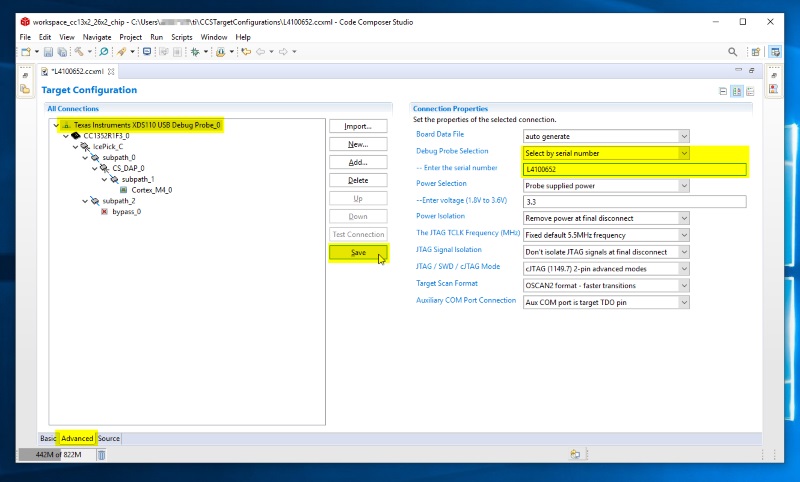 workspace_cc13x2_26x2_chip - C:\Users\ \ti\CCSTargetConfigurations\L4100652.ccxml - Code Composer Studio
File Edit View Navigate Project Run Scripts Window Help
*L4100652.ccxml
Target Configuration
All Connections
Texas Instruments XDS110 USB Debug Probe_0
CC1352R1F3_0
IcePick_C
subpath_0
CS_DAP_0
subpath_1
Cortex_M4_0
subpath_2
bypass_0
Import...
New...
Add...
Delete
Up
Down
Test Connection
Save
Connection Properties
Set the properties of the selected connection.
Board Data File auto generate
Debug Probe Selection Select by serial number
-- Enter the serial number L4100652
Power Selection Probe supplied power
--Enter voltage (1.8V to 3.6V) 3.3
Power Isolation Remove power at final disconnect
The JTAG TCLK Frequency (MHz) Fixed default 5.5MHz frequency
JTAG Signal Isolation Don't isolate JTAG signals at final disconnect
JTAG / SWD / cJTAG Mode cJTAG (1149.7) 2-pin advanced modes
Target Scan Format OSCAN2 format - faster transitions
Auxiliary COM Port Connection Aux COM port is target TDO pin
Basic Advanced Source
442M of 822M